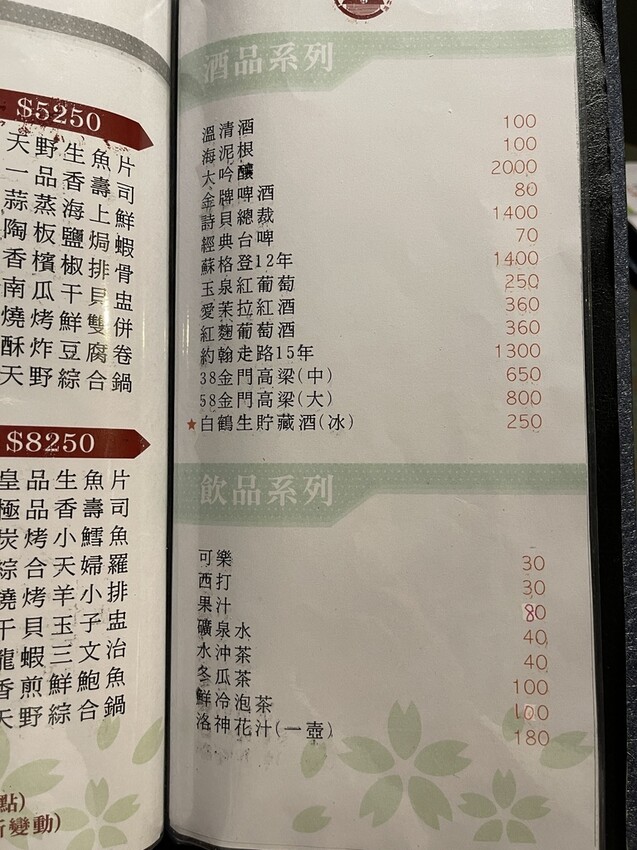 $5250
天野生魚片
一品香壽司
蒜蒸海上鮮
陶板鹽焗蝦
香檳椒排骨
南瓜干貝盅
燒烤鮮雙併
酥炸豆腐卷
天野綜合鍋
$8250
皇品生魚片
極品香壽司
炭烤小鱈魚
綜合天婦羅
燒烤羊小排
干貝玉子盅
龍蝦三文治
香煎鮮鮑魚
天野綜合鍋
點)
變動)
酒品系列
溫清酒 100
海泥根 100
大吟釀 2000
金牌啤酒 80
詩貝總裁 1400
經典台啤 70
蘇格登12年 1400
玉泉紅葡萄 250
愛茉拉紅酒 360
紅麴葡萄酒 360
約翰走路15年 1300
38金門高梁(中) 650
58金門高梁(大) 800
★白鶴生貯藏酒(冰) 250
飲品系列
可樂 30
西打 30
果汁 80
礦泉水 40
水沖茶 40
冬瓜茶 100
鮮冷泡茶 100
洛神花汁(一壺) 180